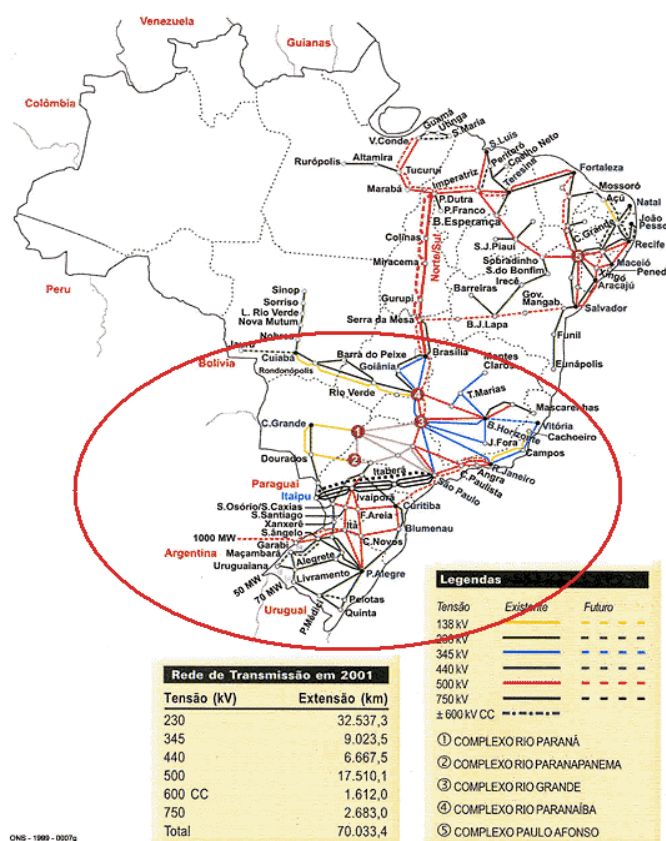 Venezuela
Guianas
Colômbia
Guamá
Utinga
S.Maria
V.Conde
S.Luis
Peritoró
Coelho Neto
Altamira
Rurópolis
Tucuruí
Teresina
Fortaleza
Imperatriz
Marabá
P.Dutra
P.Franco
B.Esperança
Mossoró
Açú
Natal
João
Pesso
C.Grande
Recife
Colinas
S.J.Piauí
Norte/Sul
Miracema
Sobradinho
S.do Bonfim
Xingó
Maceió
Pened
Irecê
Aracajú
Peru
Sinop
Barreiras
Gov.
Mangab.
Gurupi
Sorriso
L. Rio Verde
Nova Mutum
Serra da Mesa
B.J.Lapa
Salvador
Nobres
Funil
Jauru
Bolívia
Cuiabá
Barra do Peixe
Brasília
Goiânia
Montes
Claros
Eunápolis
Rondonópolis
Rio Verde
4
T.Marias
Mascarenhas
C.Grande
1
3
B.Horizonte
Vitória
Cachoeiro
J.Fora
Dourados
2
Campos
Itaberá
R.Janeiro
Angra
C.Paulista
São Paulo
Paraguai
Itaipu
Ivaiporã
S.Osório/S.Caxias
S.Santiago
F.Areia
Curitiba
Xanxerê
Itá
S.ângelo
Blumenau
1000 MW
Garabi
C.Novos
Argentina
Maçambará
Alegrete
Uruguaiana
P.Alegre
50 MW
Livramento
70 MW
Pelotas
Uruguai
P.Médici
Quinta
5
Legendas
Tensão Existente Futuro
138 kV
230 kV
345 kV
440 kV
500 kV
750 kV
± 600 kV CC
1 COMPLEXO RIO PARANÁ
2 COMPLEXO RIO PARANAPANEMA
3 COMPLEXO RIO GRANDE
4 COMPLEXO RIO PARANAÍBA
5 COMPLEXO PAULO AFONSO
Rede de Transmissão em 2001
Tensão (kV) Extensão (km)
230 32.537,3
345 9.023,5
440 6.667,5
500 17.510,1
600 CC 1.612,0
750 2.683,0
Total 70.033,4
ONS - 1999 - 0007g